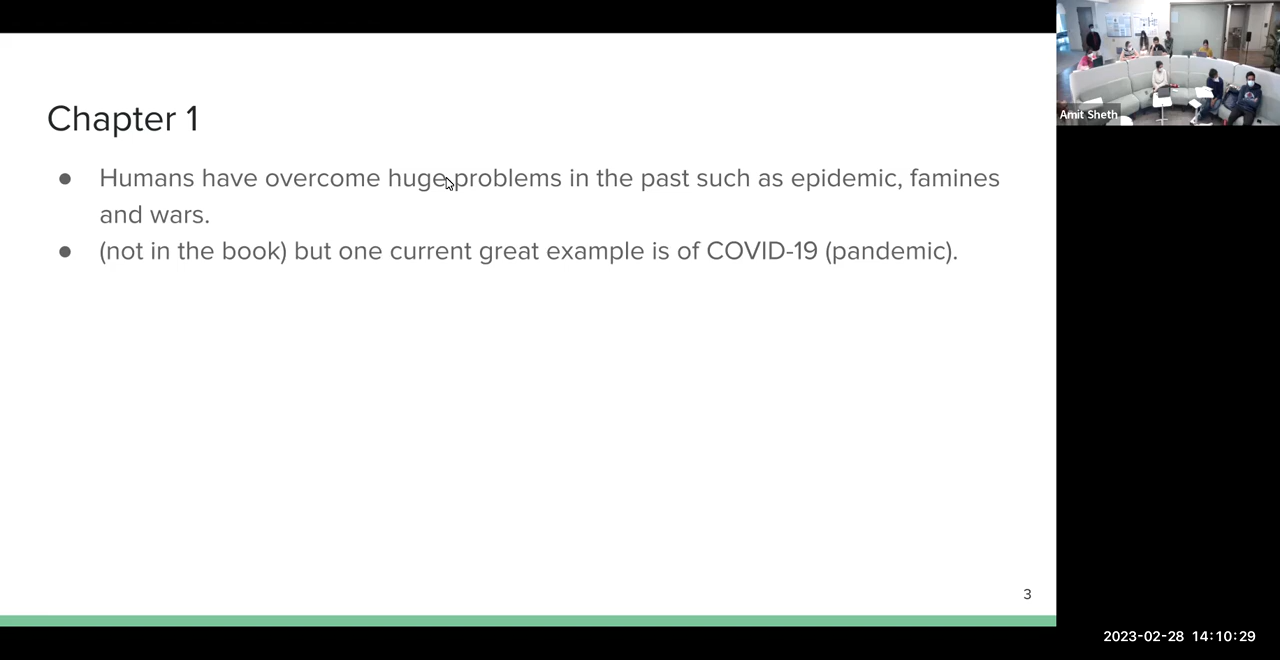 Chapter 1
● Humans have overcome huge problems in the past such as epidemic, famines
and wars.
● (not in the book) but one current great example is of COVID-19 (pandemic).
3
Amit Sheth
2023-02-28 14:10:29